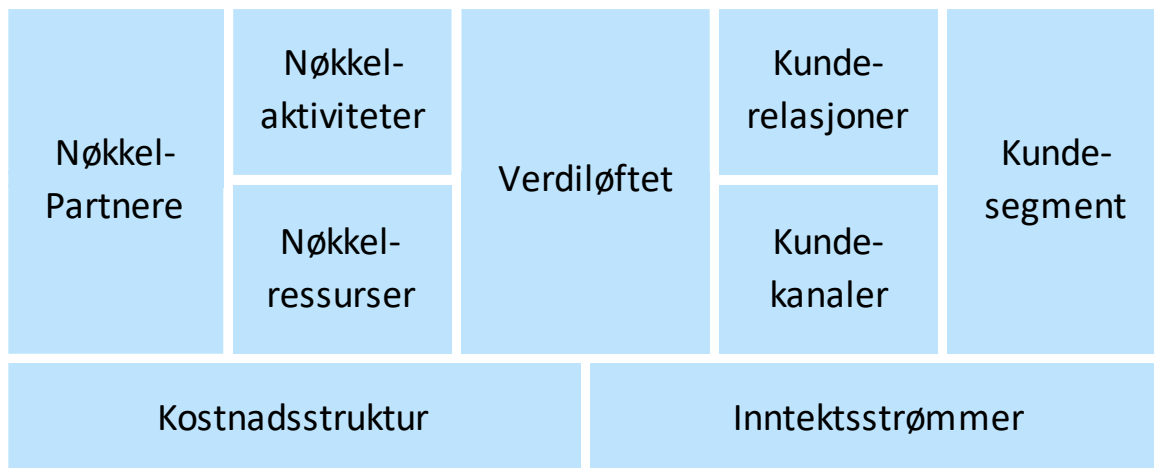 Nøkkel-
Partnere
Nøkkel-
aktiviteter
Nøkkel-
ressurser
Verdiløftet
Kunde-
relasjoner
Kunde-
kanaler
Kunde-
segment
Kostnadsstruktur
Inntektsstrømmer